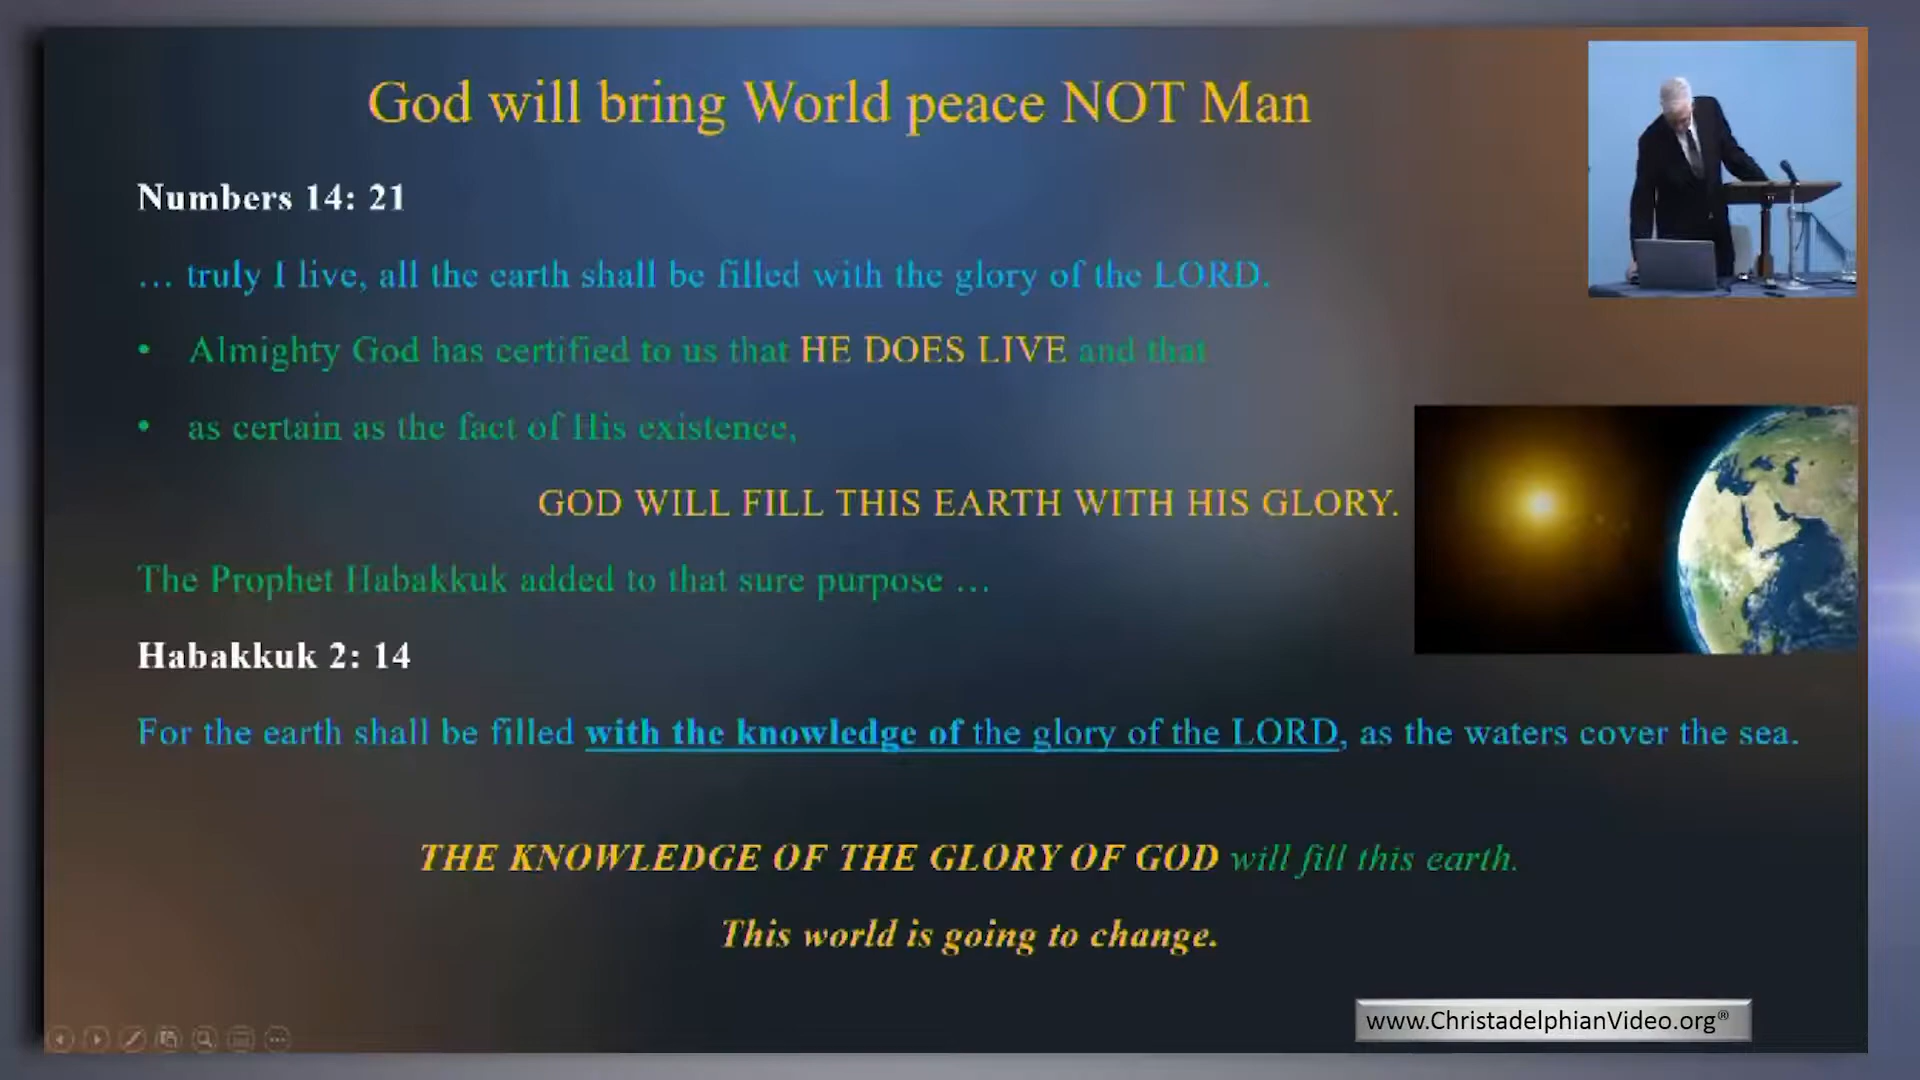 God will bring World peace NOT Man
Numbers 14: 21
… truly I live, all the earth shall be filled with the glory of the LORD.
• Almighty God has certified to us that HE DOES LIVE and that
• as certain as the fact of His existence,
GOD WILL FILL THIS EARTH WITH HIS GLORY.
The Prophet Habakkuk added to that sure purpose …
Habakkuk 2: 14
For the earth shall be filled with the knowledge of the glory of the LORD, as the waters cover the sea.
THE KNOWLEDGE OF THE GLORY OF GOD will fill this earth.
This world is going to change.
www.ChristadelphianVideo.org®